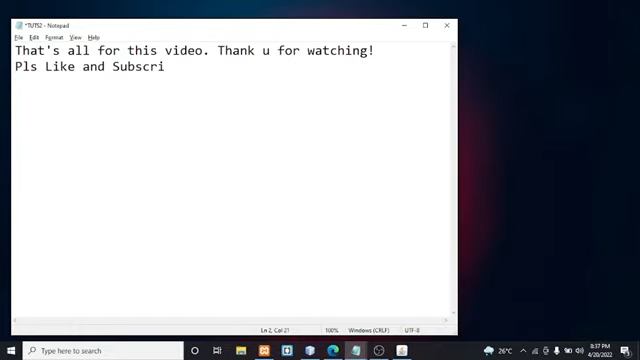 *TUTS2 - Notepad
File Edit Format View Help
That's all for this video. Thank u for watching!
Pls Like and Subscri
Ln 2, Col 21 100% Windows (CRLF) UTF-8
Type here to search
26°C
8:37 PM
4/20/2022